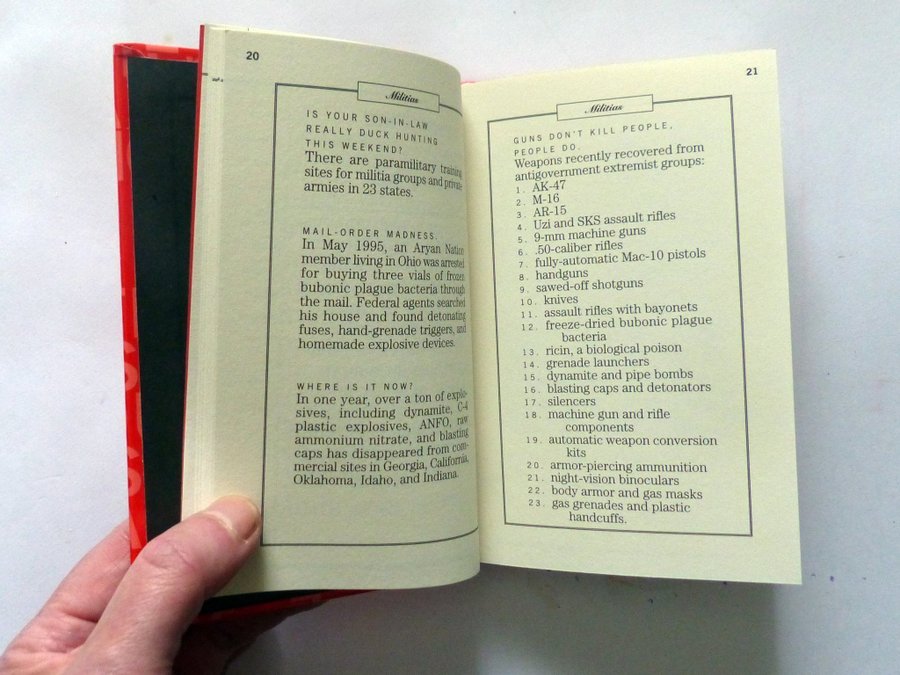 20
Militias
IS YOUR SON-IN-LAW
REALLY DUCK HUNTING
THIS WEEKEND?
There are paramilitary training
sites for militia groups and private
armies in 23 states.
MAIL-ORDER MADNESS.
In May 1995, an Aryan Nation
member living in Ohio was arrested
for buying three vials of frozen
bubonic plague bacteria through
the mail. Federal agents searched
his house and found detonating
fuses, hand-grenade triggers, and
homemade explosive devices.
WHERE IS IT NOW?
In one year, over a ton of explo-
sives, including dynamite, C-4
plastic explosives, ANFO, raw
ammonium nitrate, and blasting
caps has disappeared from com-
mercial sites in Georgia, California,
Oklahoma, Idaho, and Indiana.
21
Militias
GUNS DON'T KILL PEOPLE,
PEOPLE DO.
Weapons recently recovered from
antigovernment extremist groups:
1. AK-47
2. M-16
3. AR-15
4. Uzi and SKS assault rifles
5. 9-mm machine guns
6. .50-caliber rifles
7. fully-automatic Mac-10 pistols
8. handguns
9. sawed-off shotguns
10. knives
11. assault rifles with bayonets
12. freeze-dried bubonic plague
bacteria
13. ricin, a biological poison
14. grenade launchers
15. dynamite and pipe bombs
16. blasting caps and detonators
17. silencers
18. machine gun and rifle
components
19. automatic weapon conversion
kits
20. armor-piercing ammunition
21. night-vision binoculars
22. body armor and gas masks
23. gas grenades and plastic
handcuffs.